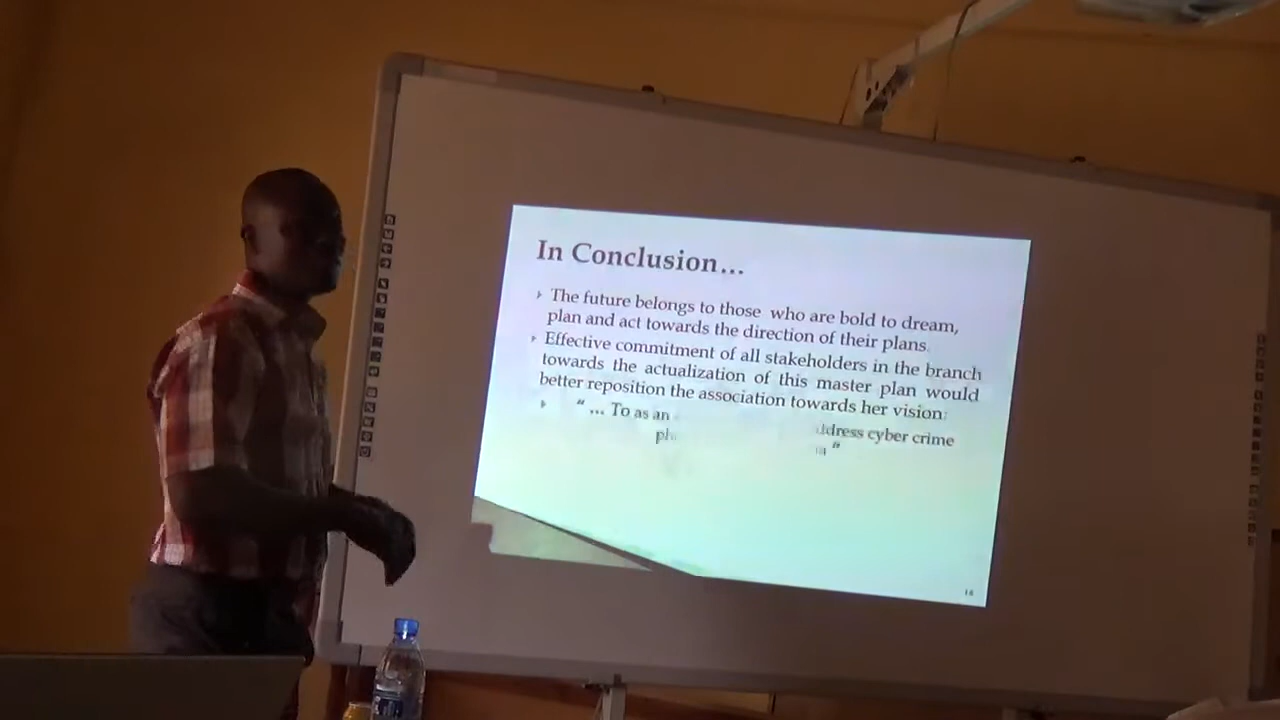 In Conclusion...
The future belongs to those who are bold to dream,
plan and act towards the direction of their plans.
Effective commitment of all stakeholders in the branch
towards the actualization of this master plan would
better reposition the association towards her vision:
“ ... To as an ddress cyber crime
”